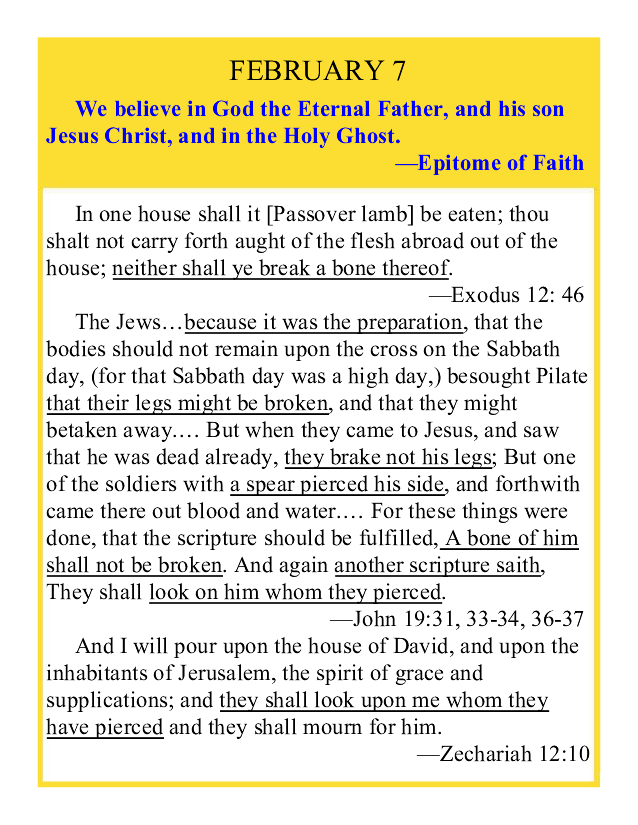 FEBRUARY 7
We believe in God the Eternal Father, and his son
Jesus Christ, and in the Holy Ghost.
—Epitome of Faith
In one house shall it [Passover lamb] be eaten; thou
shalt not carry forth aught of the flesh abroad out of the
house; neither shall ye break a bone thereof.
—Exodus 12: 46
The Jews…because it was the preparation, that the
bodies should not remain upon the cross on the Sabbath
day, (for that Sabbath day was a high day,) besought Pilate
that their legs might be broken, and that they might
betaken away.… But when they came to Jesus, and saw
that he was dead already, they brake not his legs; But one
of the soldiers with a spear pierced his side, and forthwith
came there out blood and water.… For these things were
done, that the scripture should be fulfilled, A bone of him
shall not be broken. And again another scripture saith,
They shall look on him whom they pierced.
—John 19:31, 33-34, 36-37
And I will pour upon the house of David, and upon the
inhabitants of Jerusalem, the spirit of grace and
supplications; and they shall look upon me whom they
have pierced and they shall mourn for him.
—Zechariah 12:10